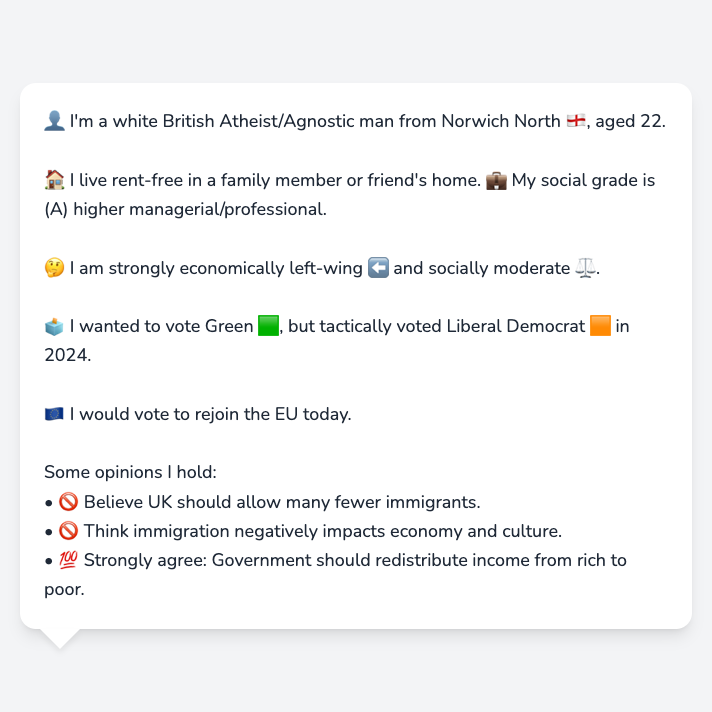 👤 I'm a white British Atheist/Agnostic man from Norwich North 🏴󠁧󠁢󠁥󠁮󠁧󠁿, aged 22.
🏠 I live rent-free in a family member or friend's home. 💼 My social grade is
(A) higher managerial/professional.
🤔 I am strongly economically left-wing ⬅️ and socially moderate ⚖️.
🗳️ I wanted to vote Green 🟩, but tactically voted Liberal Democrat 🟧 in
2024.
🇪🇺 I would vote to rejoin the EU today.
Some opinions I hold:
• 🚫 Believe UK should allow many fewer immigrants.
• 🚫 Think immigration negatively impacts economy and culture.
• 💯 Strongly agree: Government should redistribute income from rich to
poor.